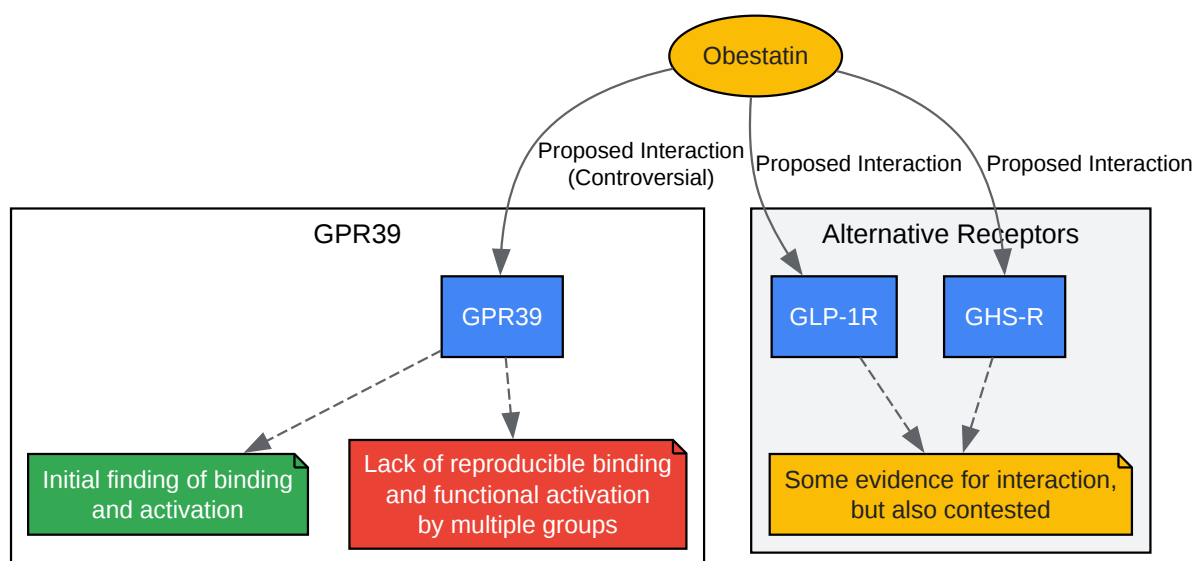 Obestatin
Proposed Interaction
(Controversial)
Proposed Interaction
Proposed Interaction
GPR39
Alternative Receptors
GPR39
GLP-1R
GHS-R
Initial finding of binding
and activation
Lack of reproducible binding
and functional activation
by multiple groups
Some evidence for interaction,
but also contested